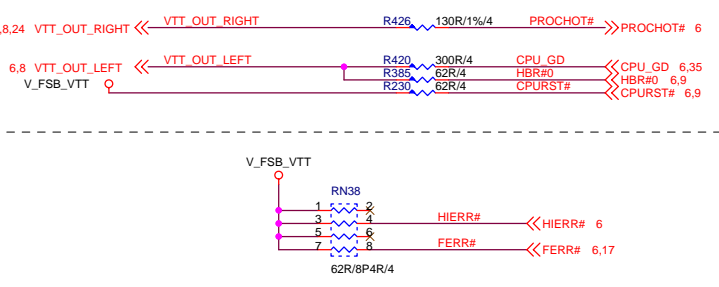 ,8,24 VTT_OUT_RIGHT VTT_OUT_RIGHT R426 130R/1%/4 PROCHOT# PROCHOT# 6
6,8 VTT_OUT_LEFT VTT_OUT_LEFT R420 300R/4 CPU_GD CPU_GD 6,35
R385 62R/4 HBR#0 HBR#0 6,9
V_FSB_VTT R230 62R/4 CPURST# CPURST# 6,9
V_FSB_VTT
RN38
1 2
3 4 HIERR# HIERR# 6
5 6
7 8 FERR# FERR# 6,17
62R/8P4R/4